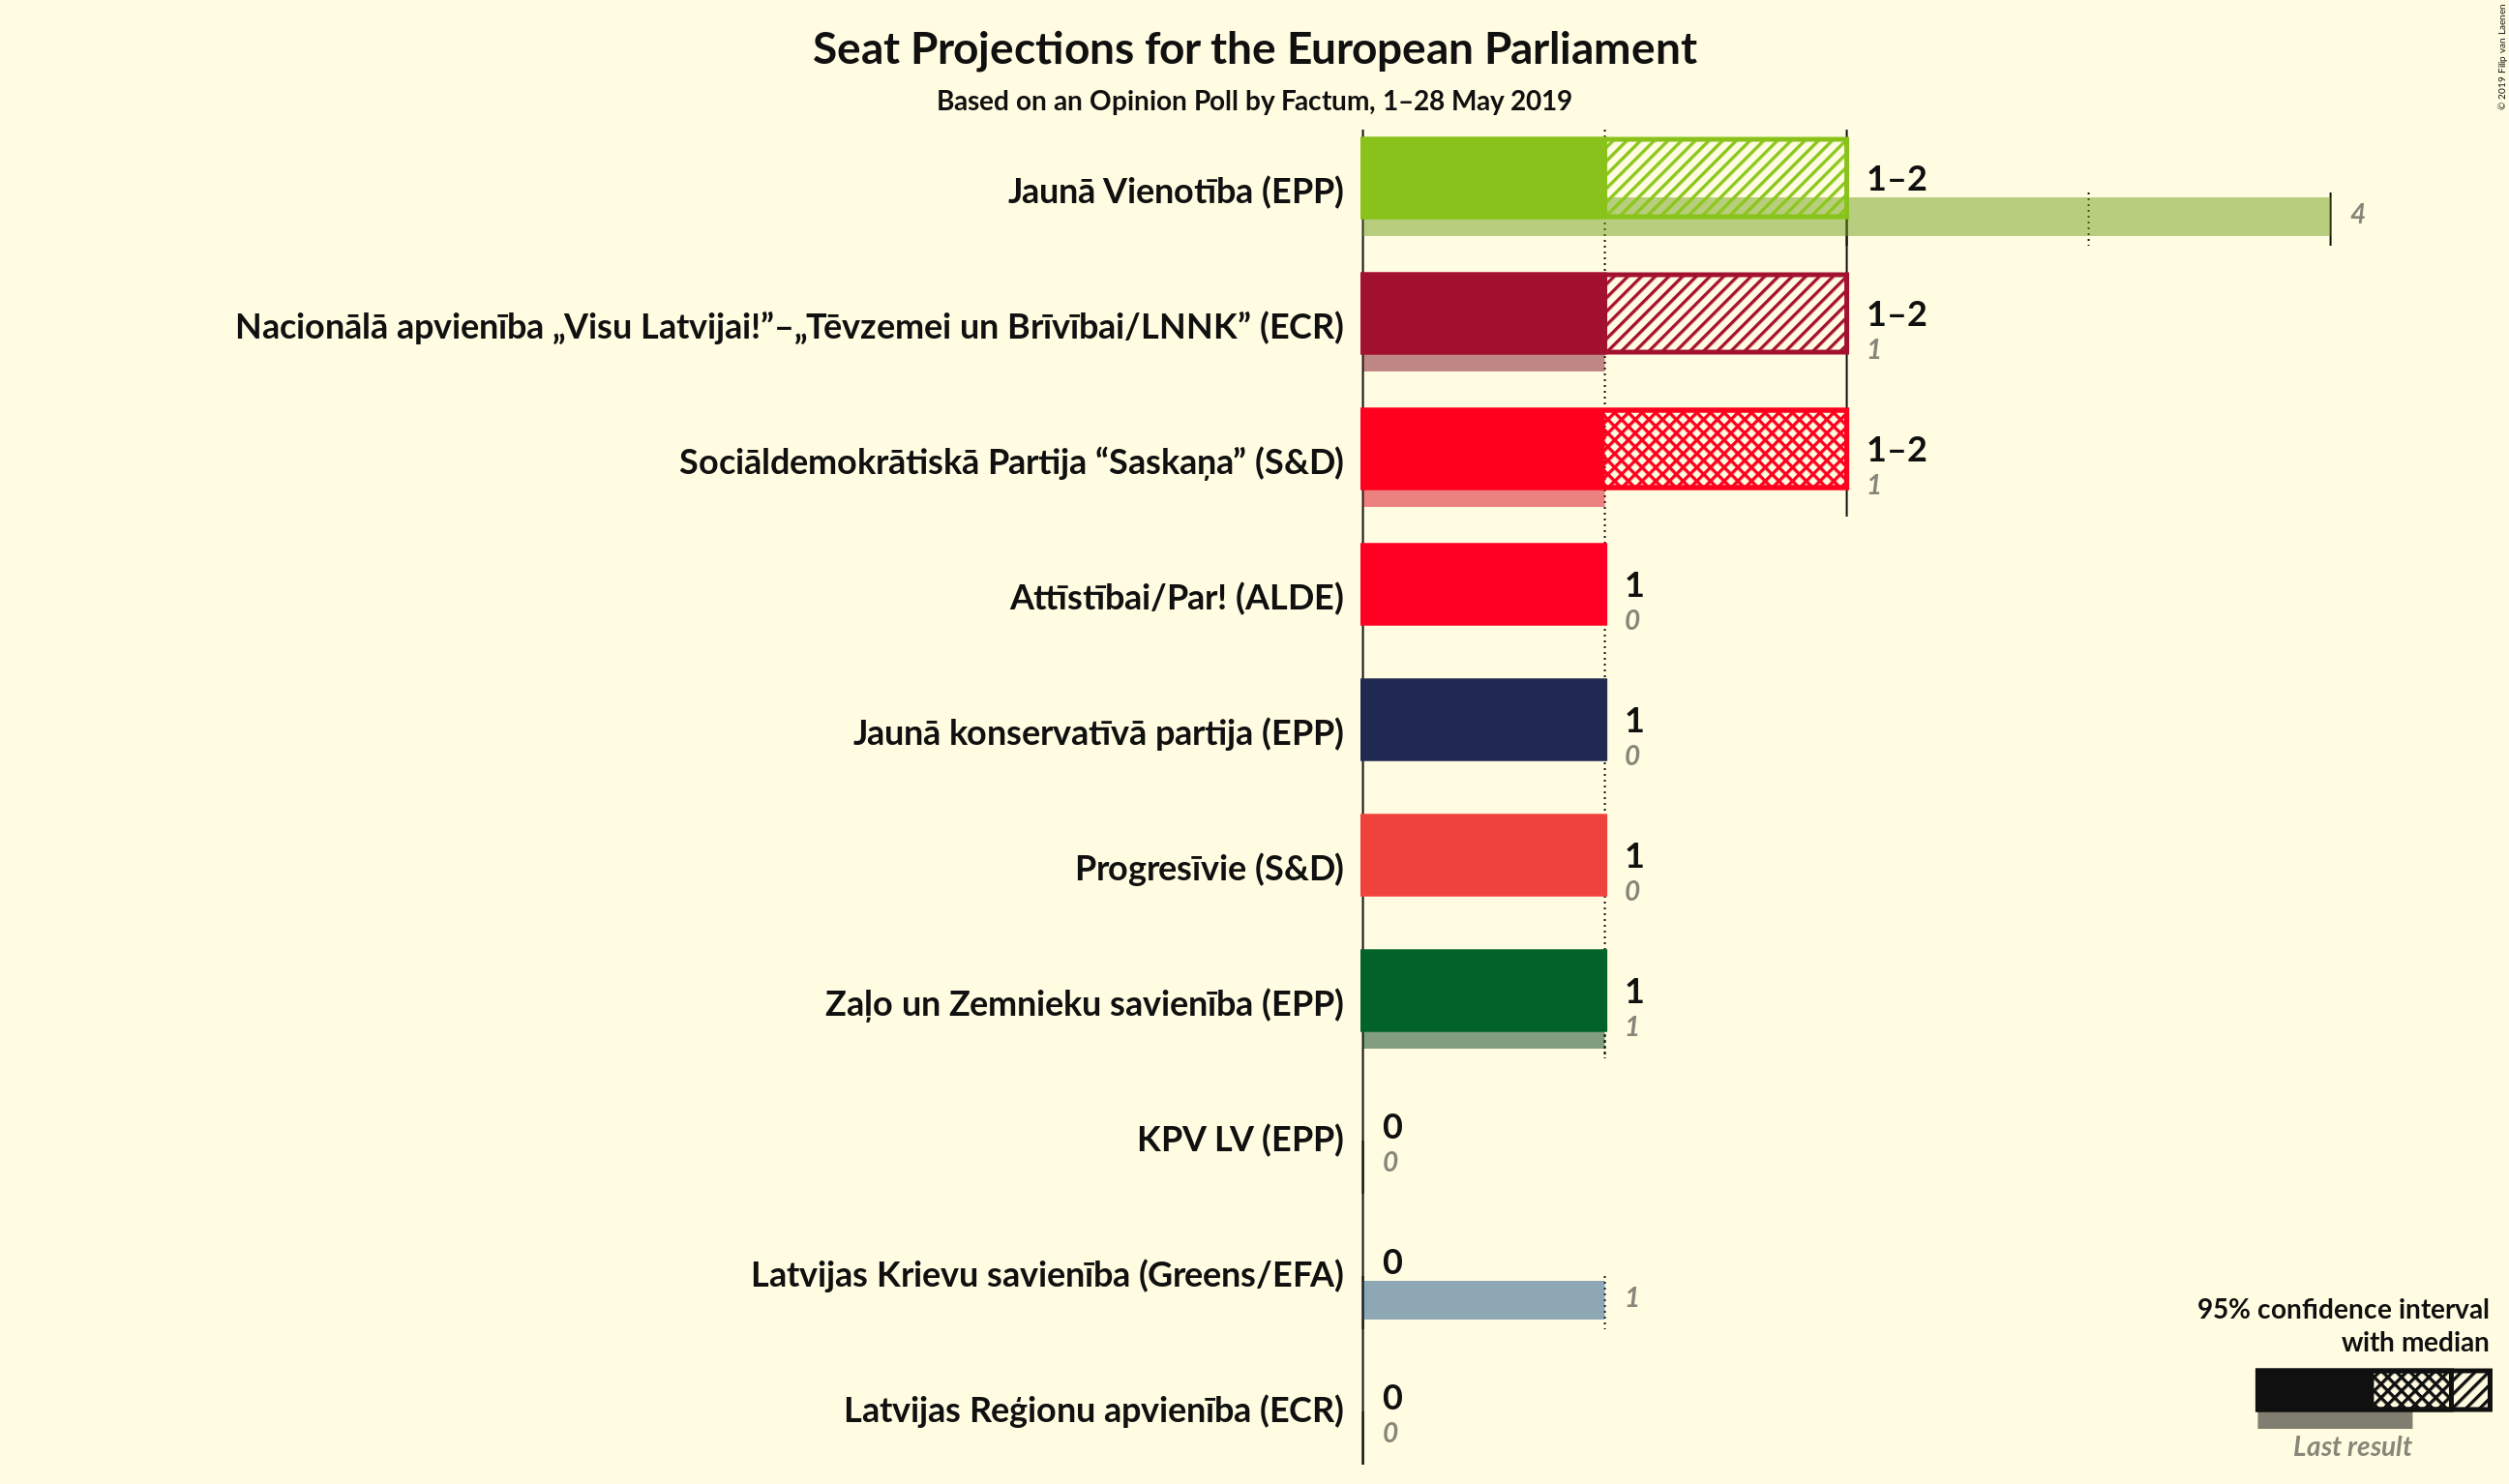 Seat Projections for the European Parliament
Based on an Opinion Poll by Factum, 1–28 May 2019
© 2019 Filip van Laenen
Jaunā Vienotība (EPP)
1–2
4
Nacionālā apvienība „Visu Latvijai!”–„Tēvzemei un Brīvībai/LNNK” (ECR)
1–2
1
Sociāldemokrātiskā Partija “Saskaņa” (S&D)
1–2
1
Attīstībai/Par! (ALDE)
1
0
Jaunā konservatīvā partija (EPP)
1
0
Progresīvie (S&D)
1
0
Zaļo un Zemnieku savienība (EPP)
1
1
KPV LV (EPP)
0
0
Latvijas Krievu savienība (Greens/EFA)
0
1
Latvijas Reģionu apvienība (ECR)
0
0
95% confidence interval
with median
Last result